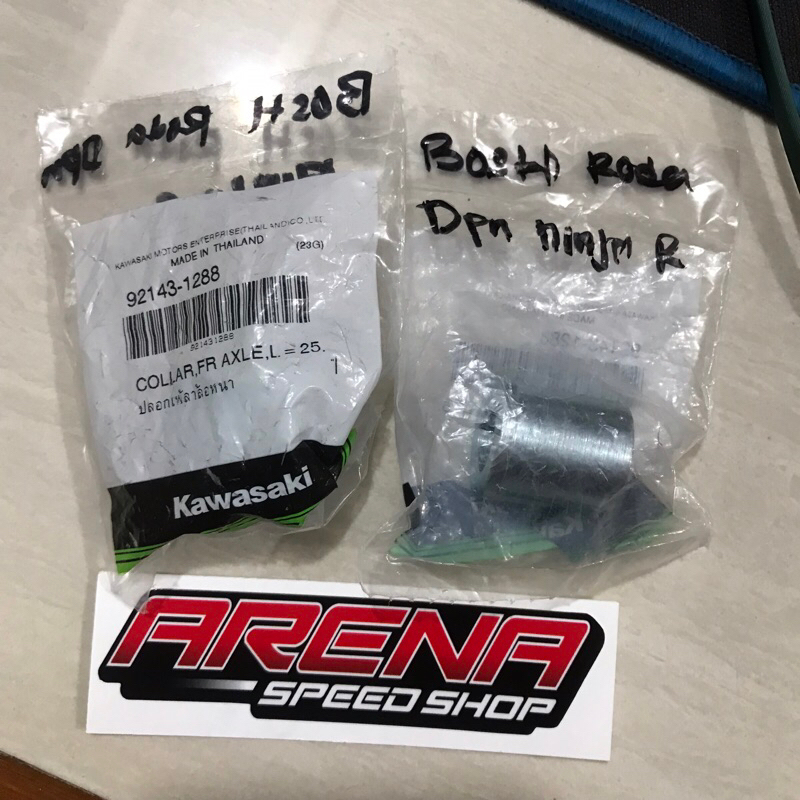 Bosh Roda Dpn
KAWASAKI MOTORS ENTERPRISE(THAILAND)CO.,LTD.
MADE IN THAILAND (23G)
92143-1288
921431288
COLLAR,FR AXLE,L=25.
1
ปลอกเพลาล้อหน้า
Kawasaki
Bosh Roda
Dpn ninja R
ARENA
SPEED SHOP